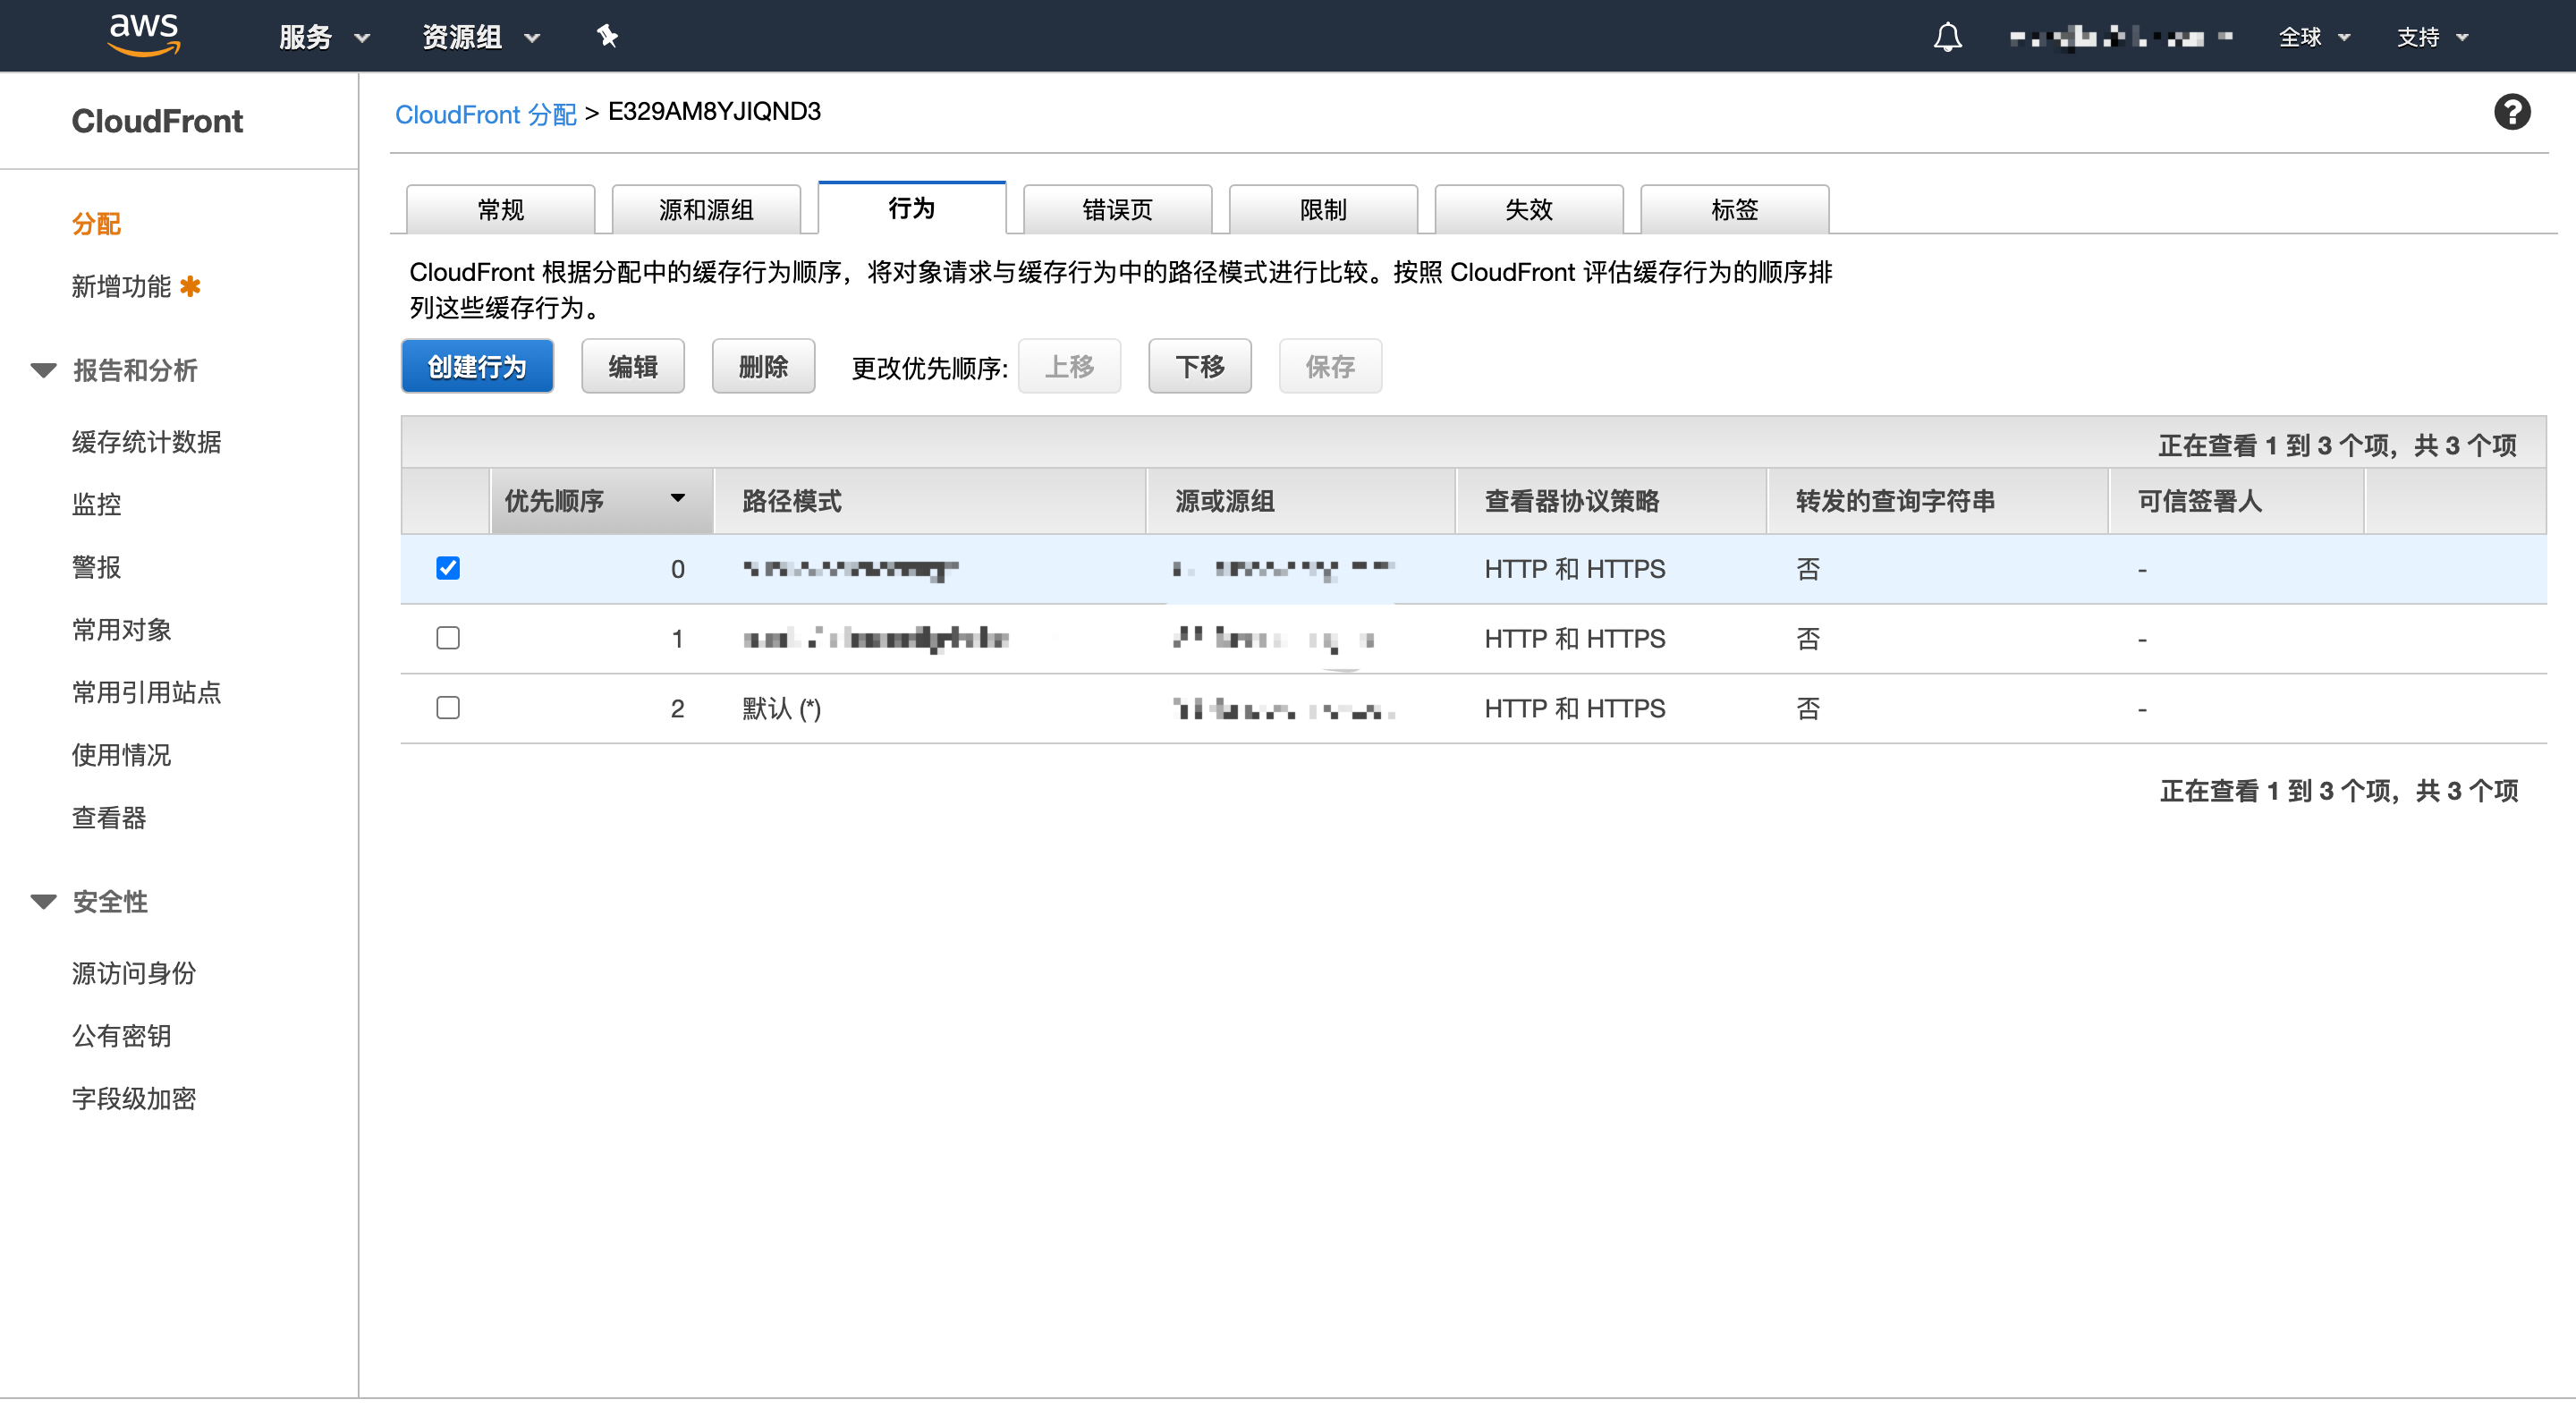 aws 服务 资源组 全球 支持
CloudFront
分配
新增功能 ✱
报告和分析
缓存统计数据
监控
警报
常用对象
常用引用站点
使用情况
查看器
安全性
源访问身份
公有密钥
字段级加密
CloudFront 分配 > E329AM8YJIQND3
常规 源和源组 行为 错误页 限制 失效 标签
CloudFront 根据分配中的缓存行为顺序，将对象请求与缓存行为中的路径模式进行比较。按照 CloudFront 评估缓存行为的顺序排
列这些缓存行为。
创建行为 编辑 删除 更改优先顺序: 上移 下移 保存
正在查看 1 到 3 个项，共 3 个项
优先顺序 路径模式 源或源组 查看器协议策略 转发的查询字符串 可信签署人
0 HTTP 和 HTTPS 否 -
1 HTTP 和 HTTPS 否 -
2 默认 (*) HTTP 和 HTTPS 否 -
正在查看 1 到 3 个项，共 3 个项